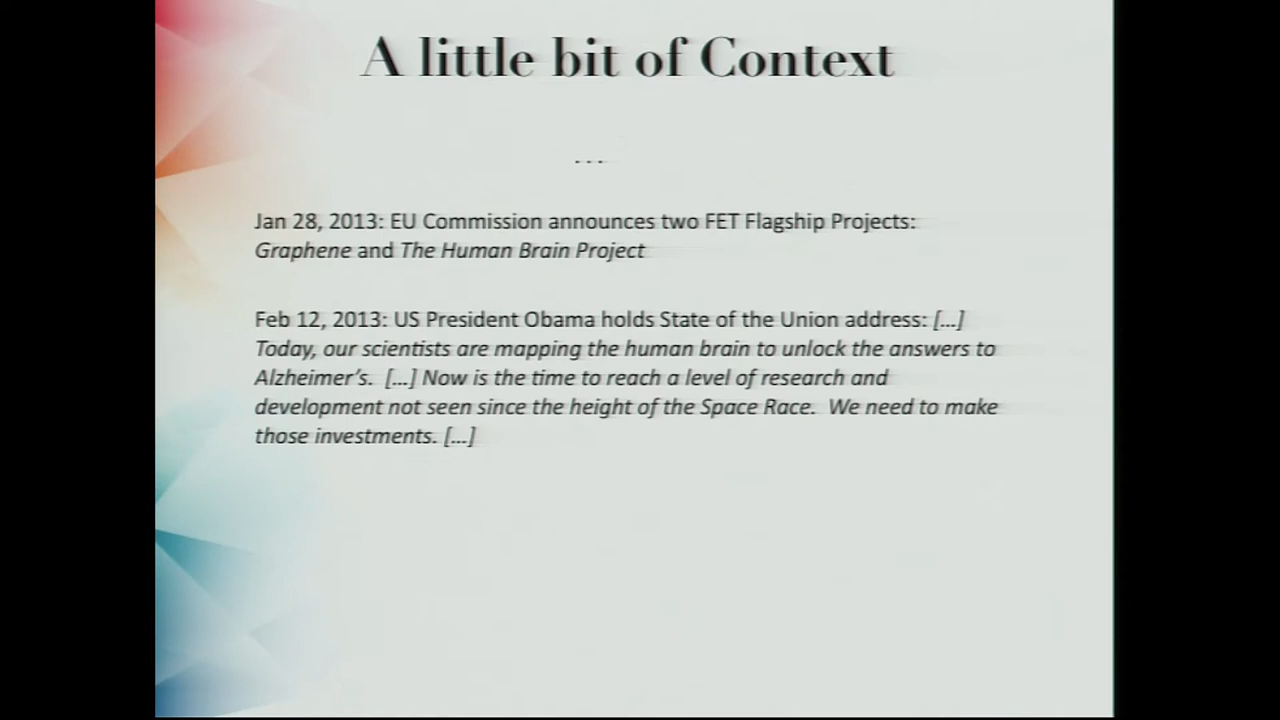 A little bit of Context
...
Jan 28, 2013: EU Commission announces two FET Flagship Projects:
Graphene and The Human Brain Project
Feb 12, 2013: US President Obama holds State of the Union address: [...]
Today, our scientists are mapping the human brain to unlock the answers to
Alzheimer's.  [...] Now is the time to reach a level of research and
development not seen since the height of the Space Race.  We need to make
those investments. [...]